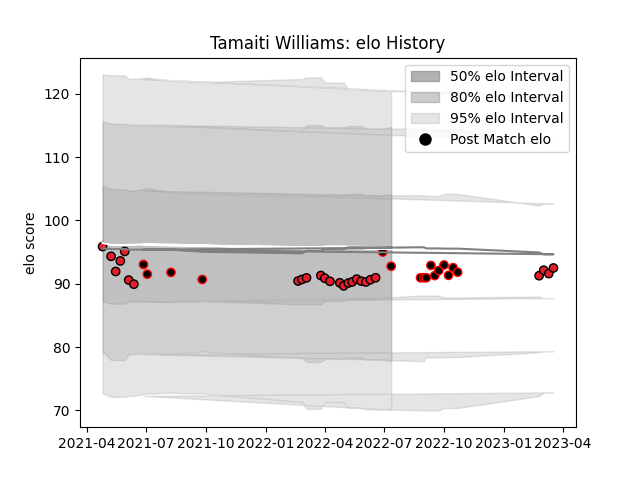 Tamaiti Williams: elo History
50% elo Interval
80% elo Interval
95% elo Interval
Post Match elo
elo score
120
110
100
90
80
70
2021-04 2021-07 2021-10 2022-01 2022-04 2022-07 2022-10 2023-01 2023-04